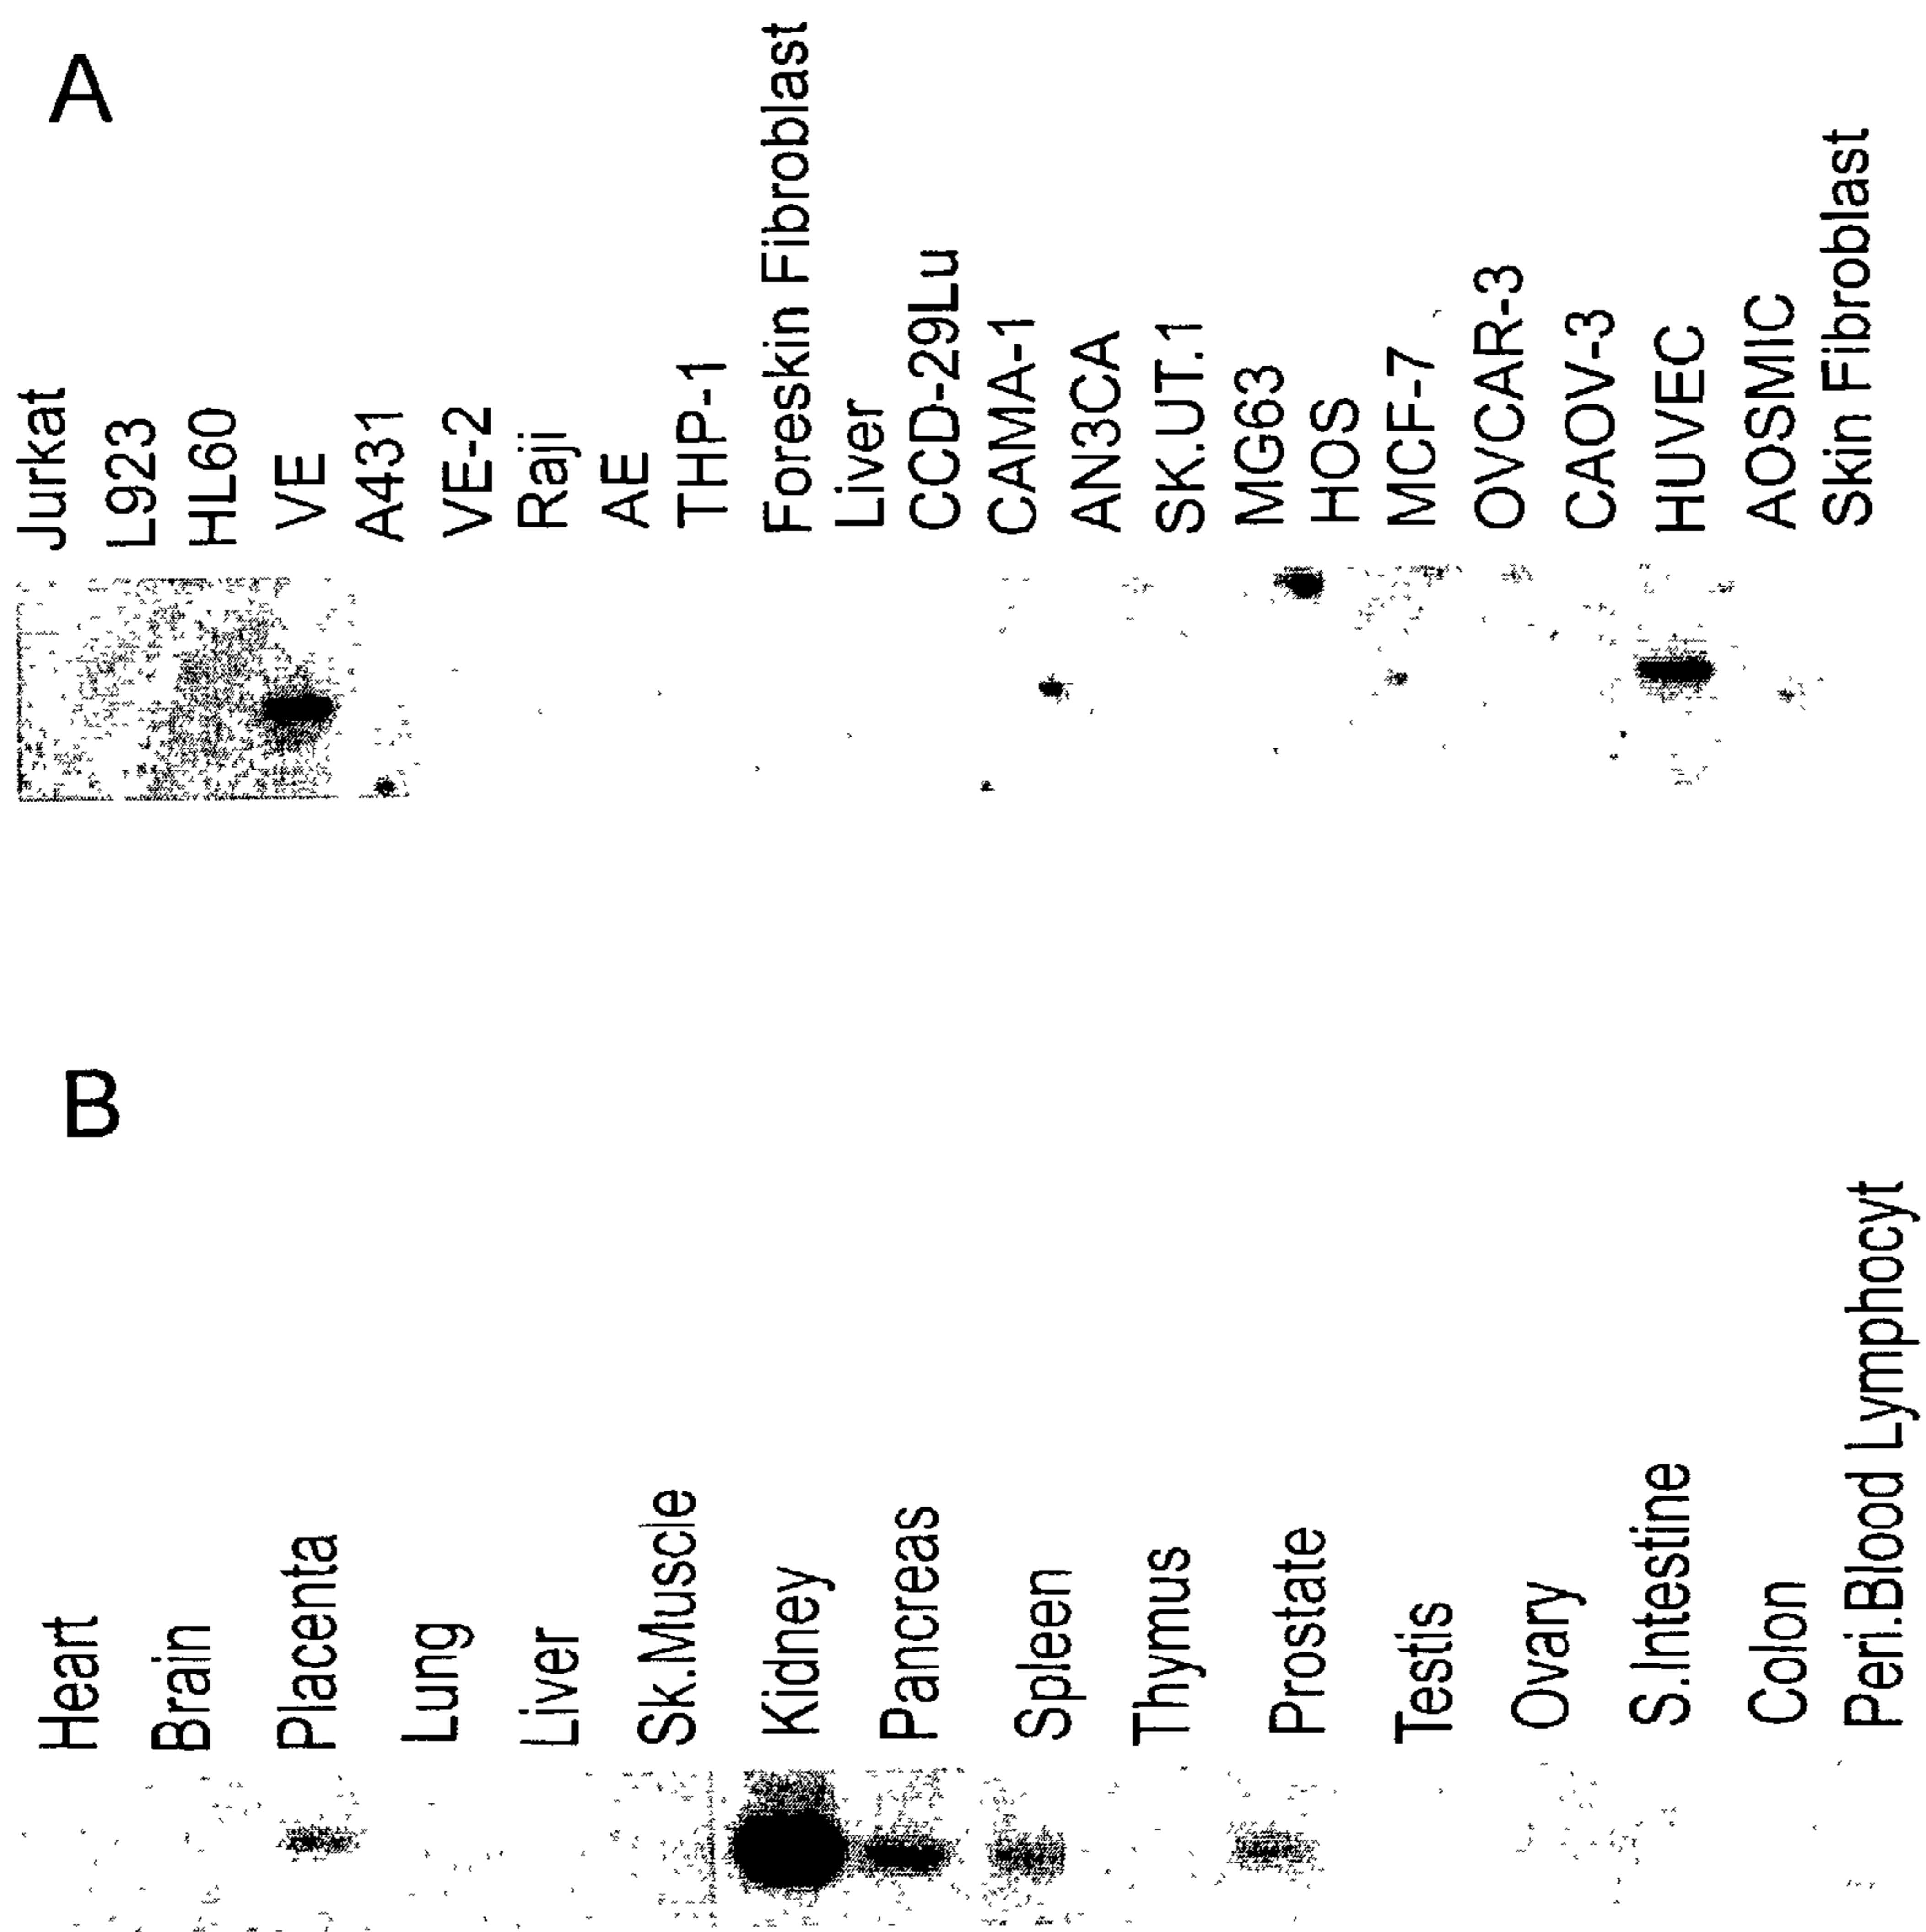 A
Jurkat
L923
HL60
VE
A431
VE-2
Raji
AE
THP-1
Foreskin Fibroblast
Liver
CCD-29Lu
CAMA-1
AN3CA
SK.UT.1
MG63
HOS
MCF-7
OVCAR-3
CAOV-3
HUVEC
AOSMIC
Skin Fibroblast
B
Heart
Brain
Placenta
Lung
Liver
Sk.Muscle
Kidney
Pancreas
Spleen
Thymus
Prostate
Testis
Ovary
S.Intestine
Colon
Peri.Blood Lymphocyt